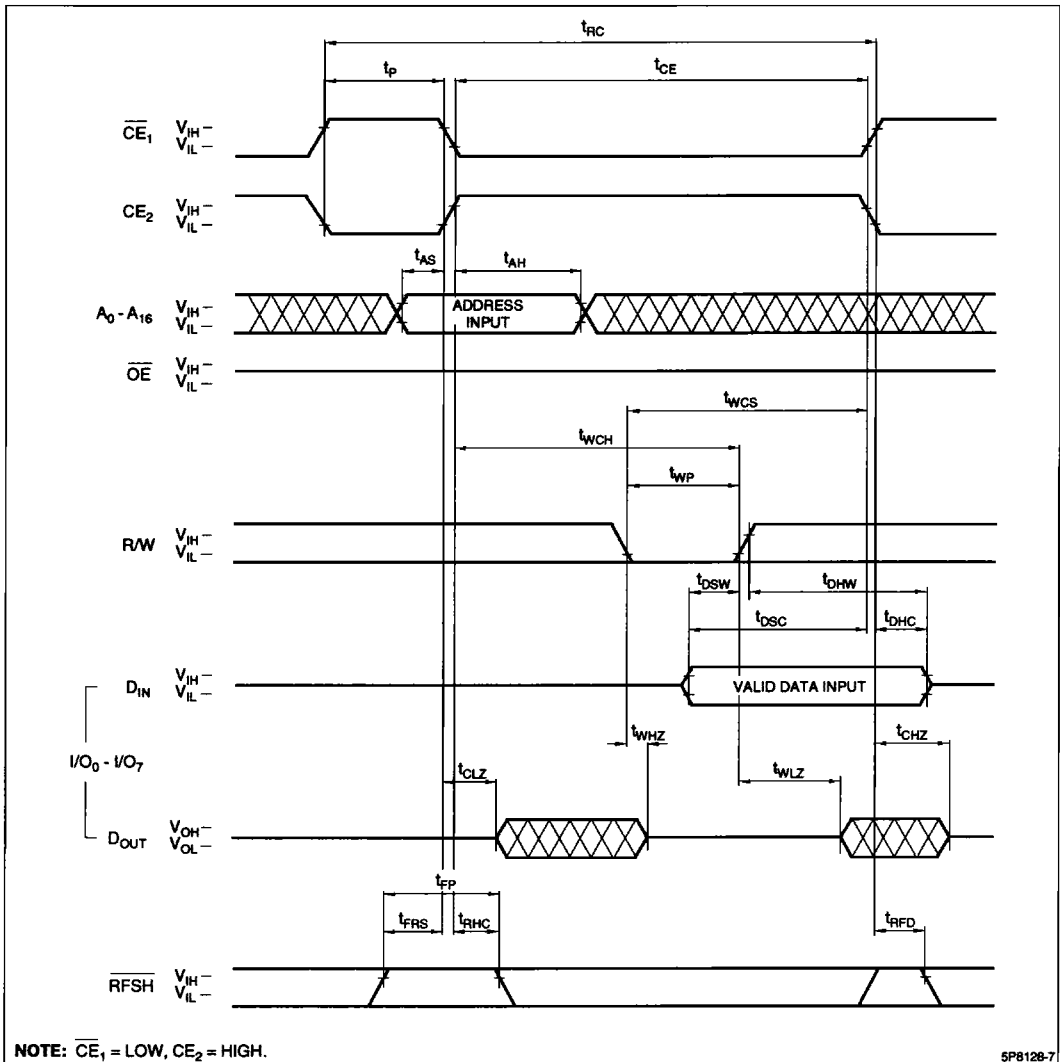 tRC
tP
tCE
CE1 VIH –
VIL –
CE2 VIH –
VIL –
tAS
tAH
A0 - A16 VIH –
VIL –
ADDRESS
INPUT
OE VIH –
VIL –
tWCS
tWCH
tWP
R/W VIH –
VIL –
tDSW
tDHW
tDSC
tDHC
DIN VIH –
VIL –
VALID DATA INPUT
tWHZ
tCHZ
I/O0 - I/O7
tCLZ
tWLZ
DOUT VOH –
VOL –
tFP
tFRS
tRHC
tRFD
RFSH VIH –
VIL –
NOTE: CE1 = LOW, CE2 = HIGH.
5P8128-7